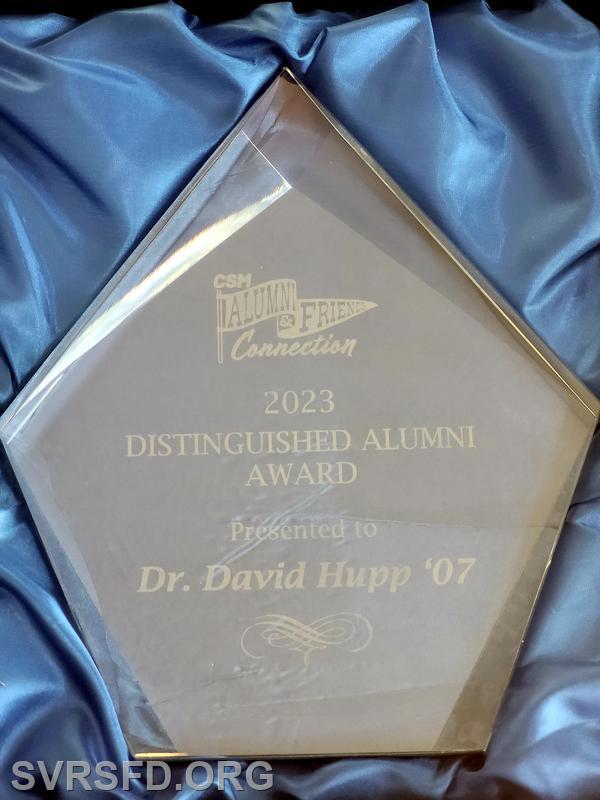 CSM
ALUMNI
& FRIENDS
Connection
2023
DISTINGUISHED ALUMNI
AWARD
Presented to
Dr. David Hupp ‘07
SVRSFD.ORG